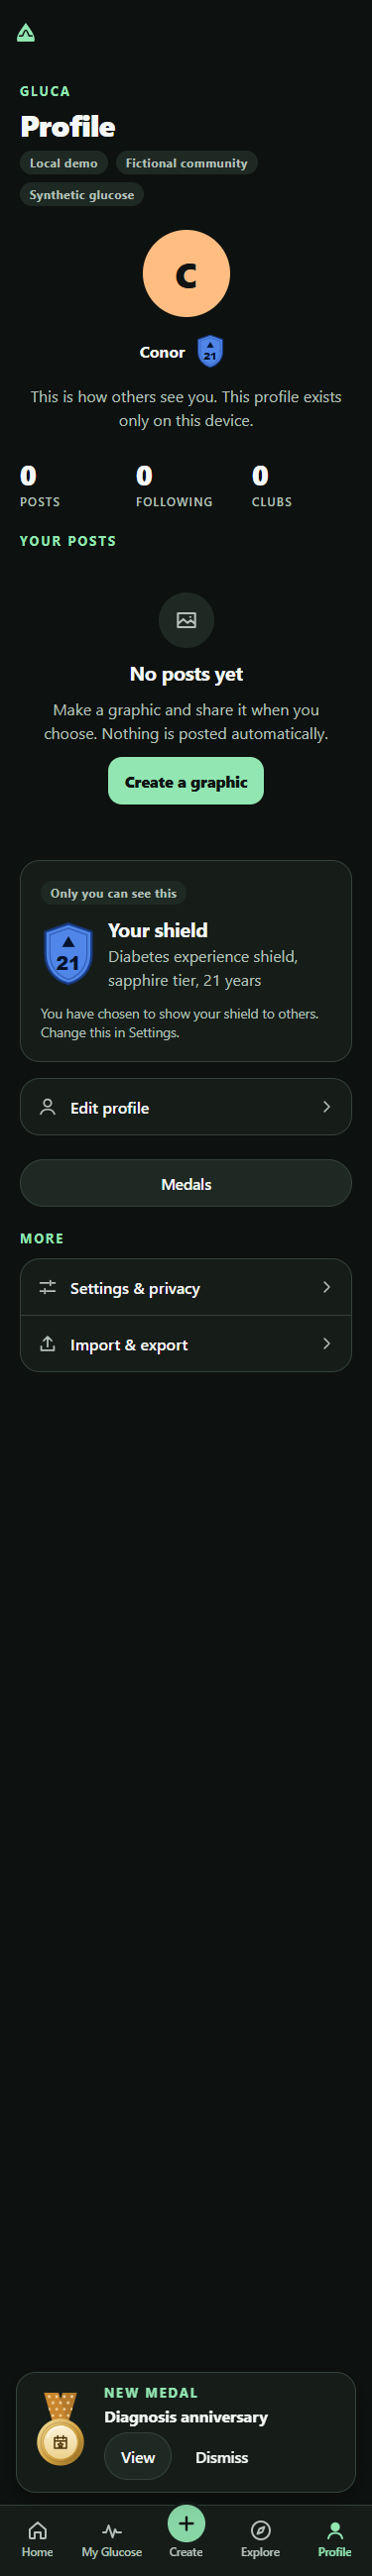 GLUCA
Profile
Local demo
Fictional community
Synthetic glucose
C
Conor
21
This is how others see you. This profile exists
only on this device.
0
POSTS
0
FOLLOWING
0
CLUBS
YOUR POSTS
No posts yet
Make a graphic and share it when you
choose. Nothing is posted automatically.
Create a graphic
Only you can see this
21
Your shield
Diabetes experience shield,
sapphire tier, 21 years
You have chosen to show your shield to others.
Change this in Settings.
Edit profile
Medals
MORE
Settings & privacy
Import & export
NEW MEDAL
Diagnosis anniversary
View
Dismiss
Home
My Glucose
Create
Explore
Profile